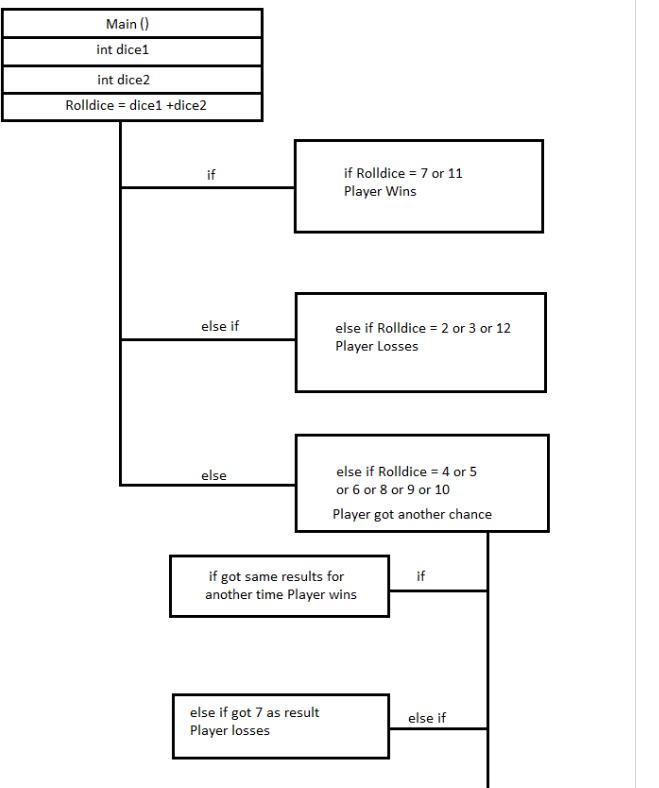 Main ()
int dice1
int dice2
Rolldice = dice1 +dice2
if
if Rolldice = 7 or 11
Player Wins
else if
else if Rolldice = 2 or 3 or 12
Player Losses
else
else if Rolldice = 4 or 5
or 6 or 8 or 9 or 10
Player got another chance
if got same results for
another time Player wins
if
else if got 7 as result
Player losses
else if